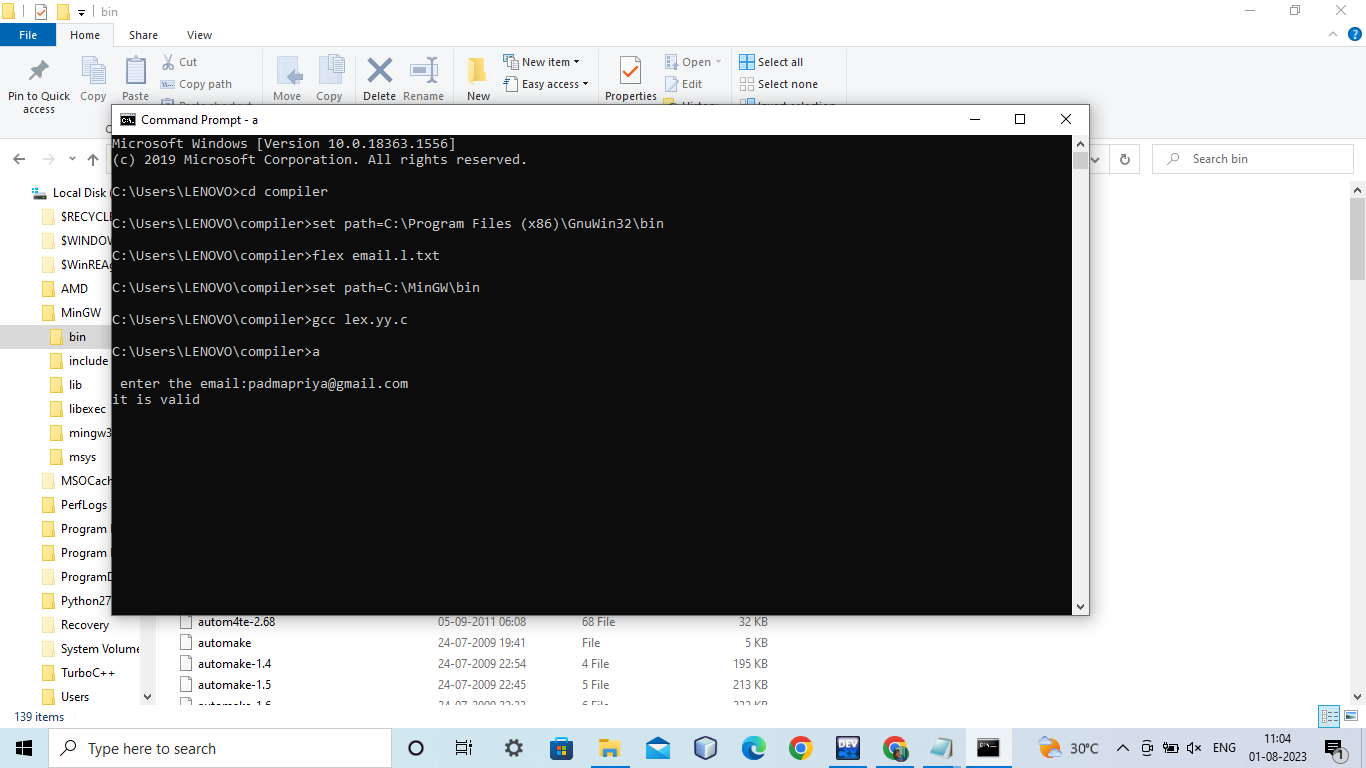 bin
File Home Share View
Pin to Quick access
Copy
Paste
Cut
Copy path
Move
Copy
Delete
Rename
New
New item
Easy access
Properties
Open
Edit
Select all
Select none
Command Prompt - a
Microsoft Windows [Version 10.0.18363.1556]
(c) 2019 Microsoft Corporation. All rights reserved.
C:\Users\LENOVO>cd compiler
C:\Users\LENOVO\compiler>set path=C:\Program Files (x86)\GnuWin32\bin
C:\Users\LENOVO\compiler>flex email.l.txt
C:\Users\LENOVO\compiler>set path=C:\MinGW\bin
C:\Users\LENOVO\compiler>gcc lex.yy.c
C:\Users\LENOVO\compiler>a
enter the email:padmapriya@gmail.com
it is valid
Search bin
Local Disk
$RECYCL
$WINDOW
$WinREA
AMD
MinGW
bin
include
lib
libexec
mingw3
msys
MSOCach
PerfLogs
Program
Program
ProgramD
Python27
Recovery
System Volume
TurboC++
Users
autom4te-2.68 05-09-2011 06:08 68 File 32 KB
automake 24-07-2009 19:41 File 5 KB
automake-1.4 24-07-2009 22:54 4 File 195 KB
automake-1.5 24-07-2009 22:45 5 File 213 KB
139 items
Type here to search
DEV
30°C
ENG
11:04
01-08-2023
1